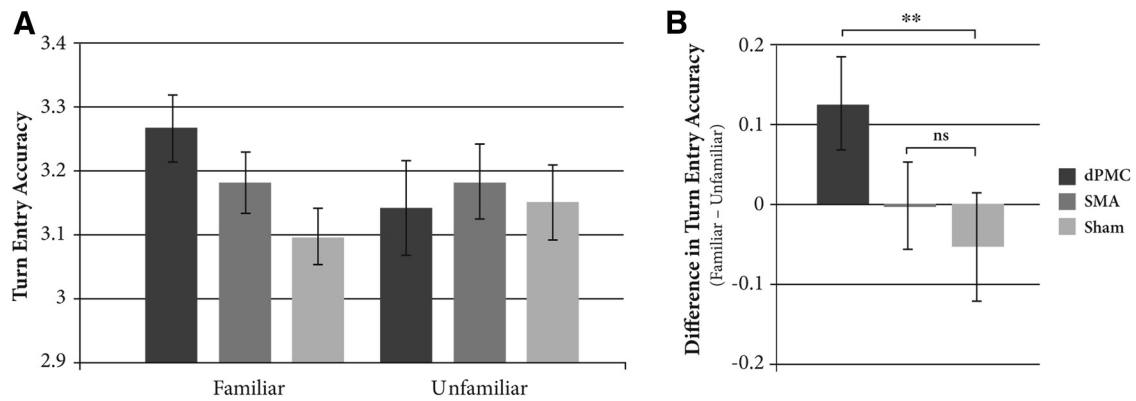 A
Turn Entry Accuracy
3.4
3.3
3.2
3.1
3
2.9
Familiar
Unfamiliar
B
Difference in Turn Entry Accuracy
(Familiar – Unfamiliar)
0.2
0.1
0
-0.1
-0.2
**
ns
dPMC
SMA
Sham